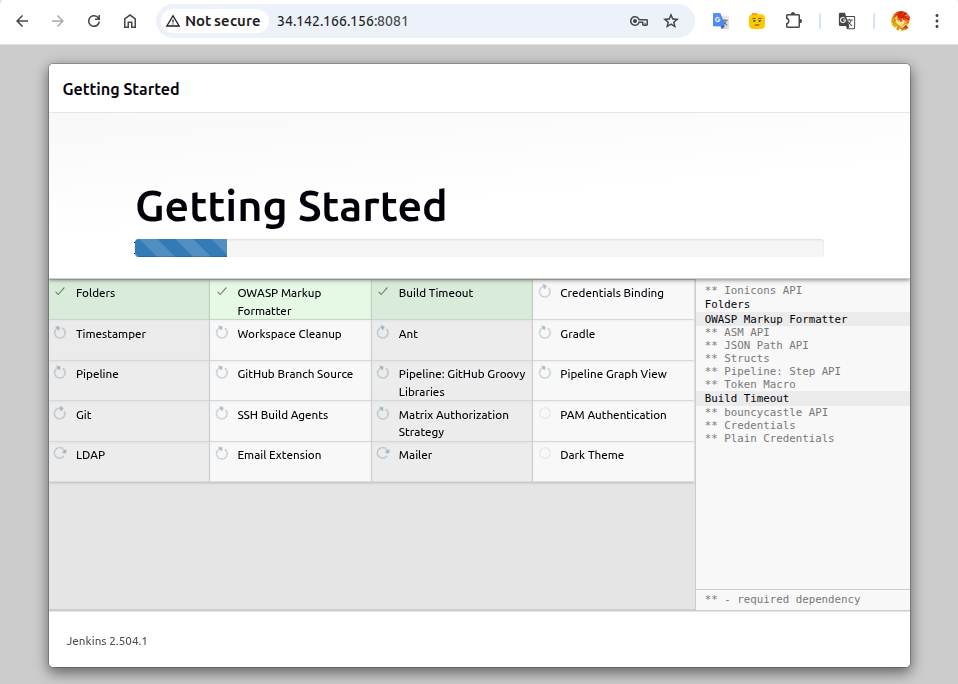 Not secure 34.142.166.156:8081
Getting Started
Getting Started
Folders
OWASP Markup
Formatter
Build Timeout
Credentials Binding
Timestamper
Workspace Cleanup
Ant
Gradle
Pipeline
GitHub Branch Source
Pipeline: GitHub Groovy
Libraries
Pipeline Graph View
Git
SSH Build Agents
Matrix Authorization
Strategy
PAM Authentication
LDAP
Email Extension
Mailer
Dark Theme
** Ionicons API
Folders
OWASP Markup Formatter
** ASM API
** JSON Path API
** Structs
** Pipeline: Step API
** Token Macro
Build Timeout
** bouncycastle API
** Credentials
** Plain Credentials
** - required dependency
Jenkins 2.504.1